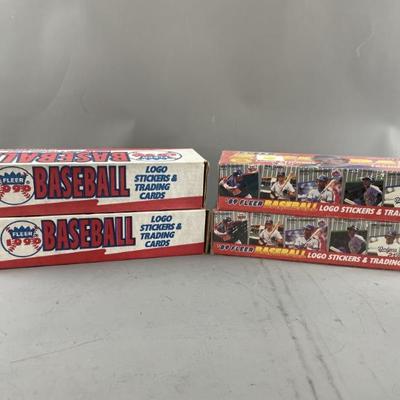 FLEER
1990
BASEBALL
LOGO
STICKERS &
TRADING
CARDS
'89 FLEER BASEBALL LOGO STICKERS & TRADING
FLEER
1990
BASEBALL
LOGO
STICKERS &
TRADING
CARDS
'89 FLEER BASEBALL LOGO STICKERS & TRADING
Dodgers